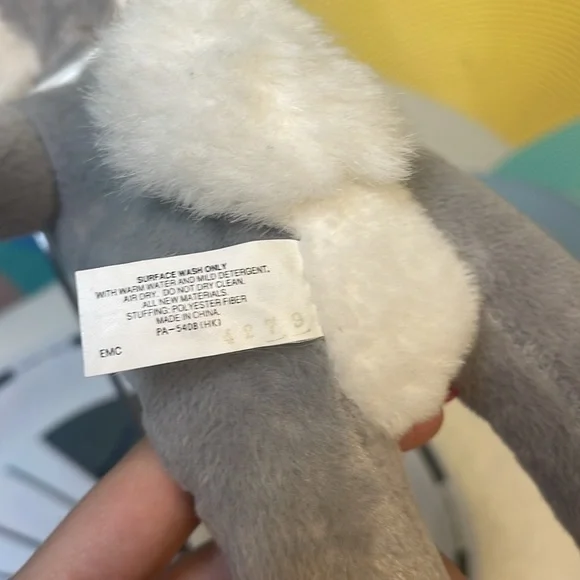 SURFACE WASH ONLY
WITH WARM WATER AND MILD DETERGENT.
AIR DRY. DO NOT DRY CLEAN.
ALL NEW MATERIALS.
STUFFING: POLYESTER FIBER
MADE IN CHINA.
PA-5408(HK)
4279
EMC